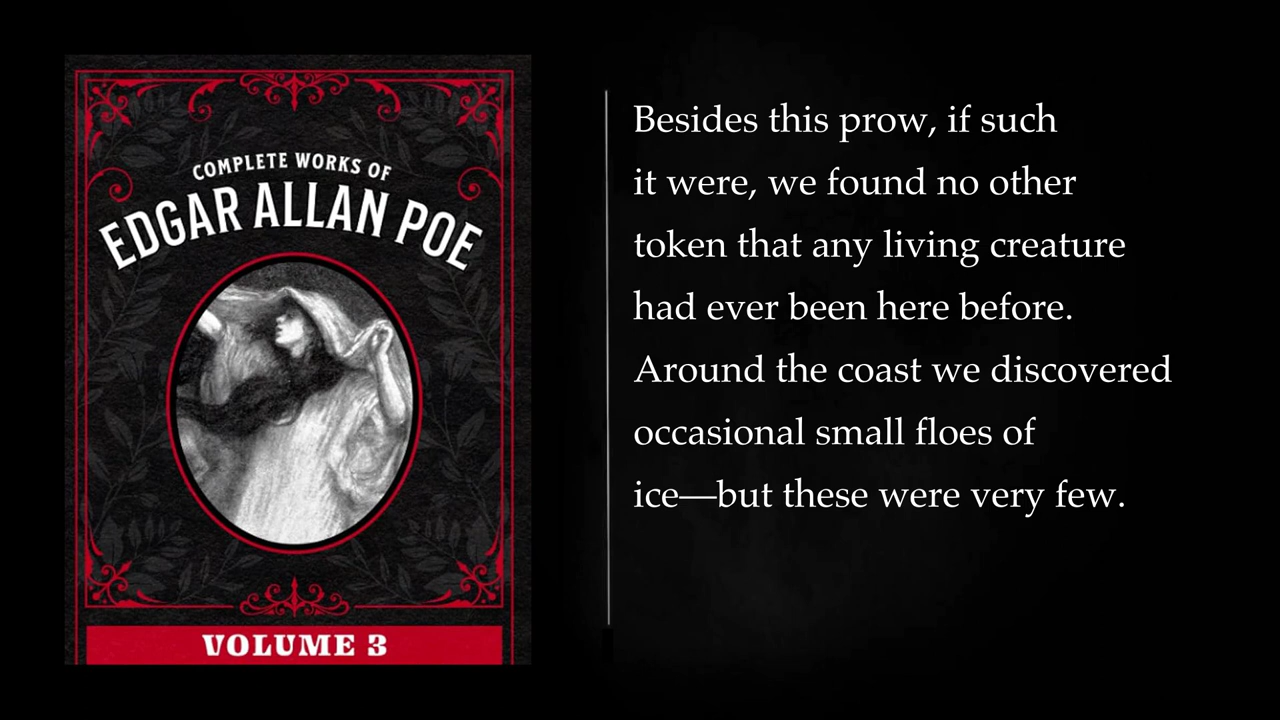 COMPLETE WORKS OF
EDGAR ALLAN POE
VOLUME 3
Besides this prow, if such
it were, we found no other
token that any living creature
had ever been here before.
Around the coast we discovered
occasional small floes of
ice—but these were very few.